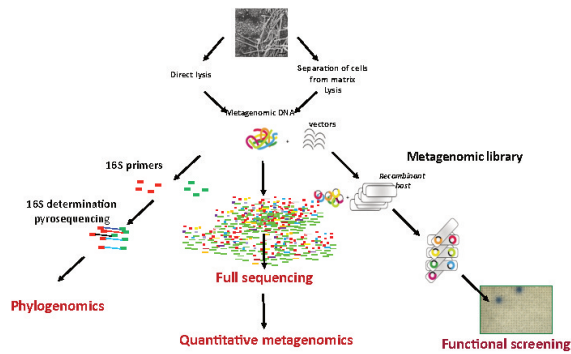 Direct lysis
Separation of cells
from matrix
Lysis
Metagenomic DNA
vectors
16S primers
Metagenomic library
Recombinant
host
16S determination
pyrosequencing
Full sequencing
Phylogenomics
Quantitative metagenomics
Functional screening